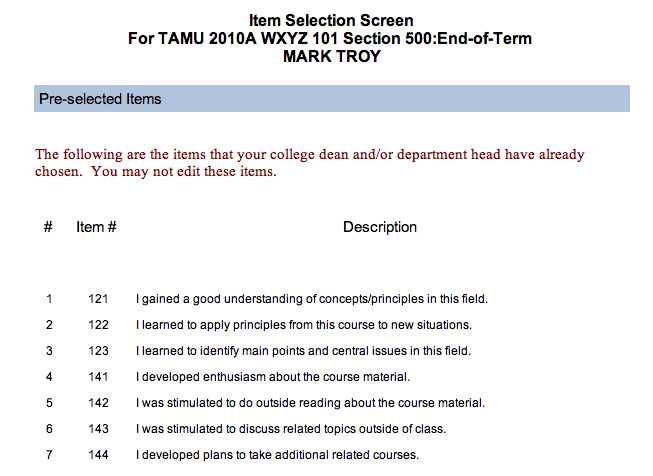 Item Selection Screen
For TAMU 2010A WXYZ 101 Section 500:End-of-Term
MARK TROY
Pre-selected Items
The following are the items that your college dean and/or department head have already
chosen.  You may not edit these items.
# Item # Description
1 121 I gained a good understanding of concepts/principles in this field.
2 122 I learned to apply principles from this course to new situations.
3 123 I learned to identify main points and central issues in this field.
4 141 I developed enthusiasm about the course material.
5 142 I was stimulated to do outside reading about the course material.
6 143 I was stimulated to discuss related topics outside of class.
7 144 I developed plans to take additional related courses.